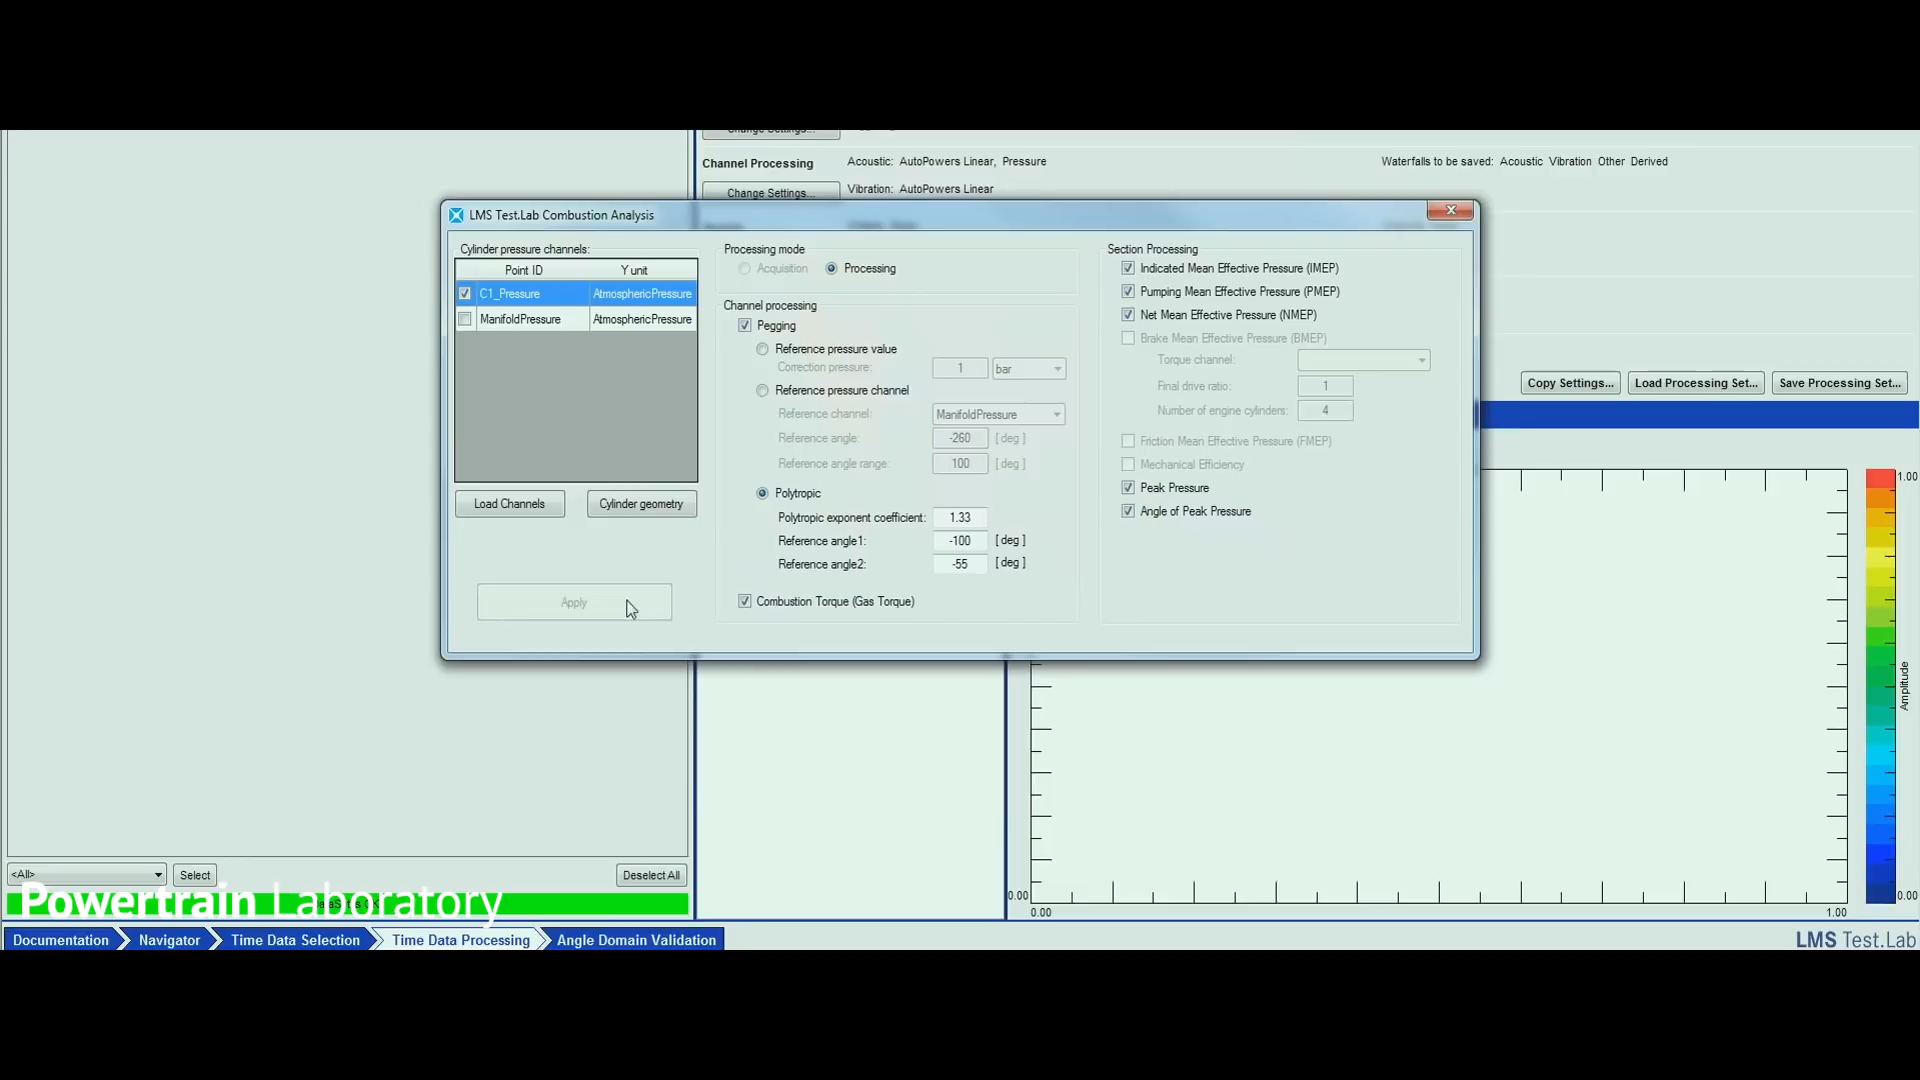 Change Settings...
Channel Processing
Acoustic: AutoPowers Linear, Pressure
Waterfalls to be saved: Acoustic Vibration Other Derived
Change Settings...
Vibration: AutoPowers Linear
LMS Test.Lab Combustion Analysis
Cylinder pressure channels:
Point ID Y unit
C1_Pressure AtmosphericPressure
ManifoldPressure AtmosphericPressure
Load Channels
Cylinder geometry
Apply
Processing mode
Acquisition
Processing
Channel processing
Pegging
Reference pressure value
Correction pressure: 1 bar
Reference pressure channel
Reference channel: ManifoldPressure
Reference angle: -260 [ deg ]
Reference angle range: 100 [ deg ]
Polytropic
Polytropic exponent coefficient: 1.33
Reference angle1: -100 [ deg ]
Reference angle2: -55 [ deg ]
Combustion Torque (Gas Torque)
Section Processing
Indicated Mean Effective Pressure (IMEP)
Pumping Mean Effective Pressure (PMEP)
Net Mean Effective Pressure (NMEP)
Brake Mean Effective Pressure (BMEP)
Torque channel:
Final drive ratio: 1
Number of engine cylinders: 4
Friction Mean Effective Pressure (FMEP)
Mechanical Efficiency
Peak Pressure
Angle of Peak Pressure
Copy Settings...
Load Processing Set...
Save Processing Set...
1.00
Amplitude
0.00
0.00
0.00
1.00
<All>
Select
Deselect All
Powertrain Laboratory
Documentation
Navigator
Time Data Selection
Time Data Processing
Angle Domain Validation
LMS Test.Lab